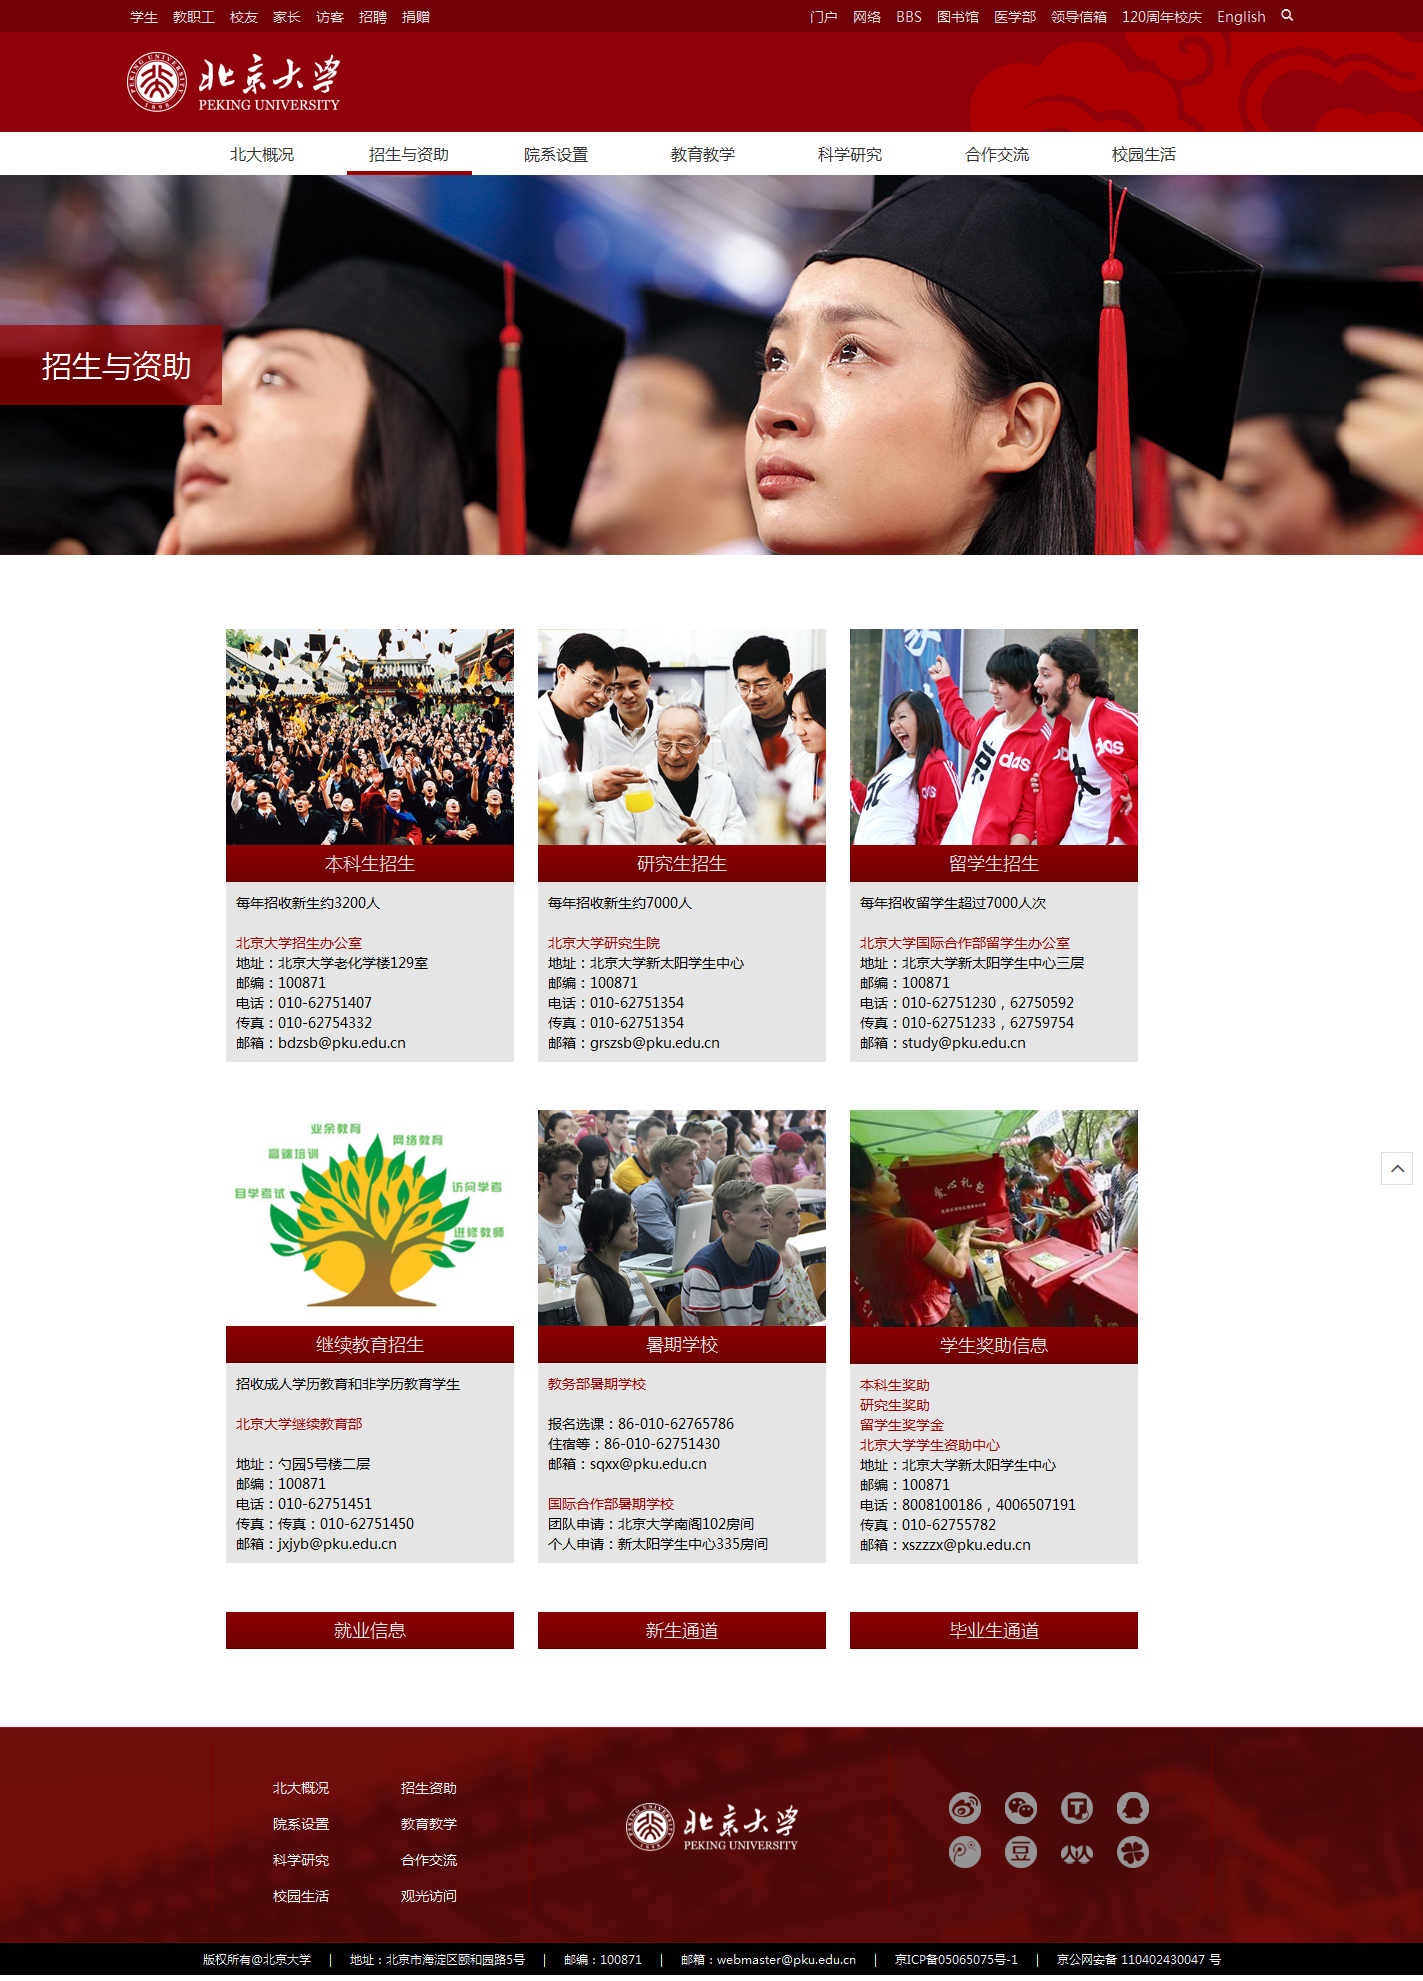 学生 教职工 校友 家长 访客 招聘 捐赠
门户 网络 BBS 图书馆 医学部 领导信箱 120周年校庆 English
北京大学
PEKING UNIVERSITY
北大概况 招生与资助 院系设置 教育教学 科学研究 合作交流 校园生活
招生与资助
本科生招生
每年招收新生约3200人
北京大学招生办公室
地址：北京大学老化学楼129室
邮编：100871
电话：010-62751407
传真：010-62754332
邮箱：bdzsb@pku.edu.cn
研究生招生
每年招收新生约7000人
北京大学研究生院
地址：北京大学新太阳学生中心
邮编：100871
电话：010-62751354
传真：010-62751354
邮箱：grszsb@pku.edu.cn
留学生招生
每年招收留学生超过7000人次
北京大学国际合作部留学生办公室
地址：北京大学新太阳学生中心三层
邮编：100871
电话：010-62751230，62750592
传真：010-62751233，62759754
邮箱：study@pku.edu.cn
业余教育
网络教育
高端培训
自学考试
访问学者
进修教师
继续教育招生
招收成人学历教育和非学历教育学生
北京大学继续教育部
地址：勺园5号楼二层
邮编：100871
电话：010-62751451
传真：传真：010-62751450
邮箱：jxjyb@pku.edu.cn
暑期学校
教务部暑期学校
报名选课：86-010-62765786
住宿等：86-010-62751430
邮箱：sqxx@pku.edu.cn
国际合作部暑期学校
团队申请：北京大学南阁102房间
个人申请：新太阳学生中心335房间
学生奖助信息
本科生奖助
研究生奖助
留学生奖学金
北京大学学生资助中心
地址：北京大学新太阳学生中心
邮编：100871
电话：8008100186，4006507191
传真：010-62755782
邮箱：xszzzx@pku.edu.cn
就业信息 新生通道 毕业生通道
北大概况 招生资助
院系设置 教育教学
科学研究 合作交流
校园生活 观光访问
北京大学
PEKING UNIVERSITY
版权所有@北京大学 | 地址：北京市海淀区颐和园路5号 | 邮编：100871 | 邮箱：webmaster@pku.edu.cn | 京ICP备05065075号-1 | 京公网安备 110402430047 号